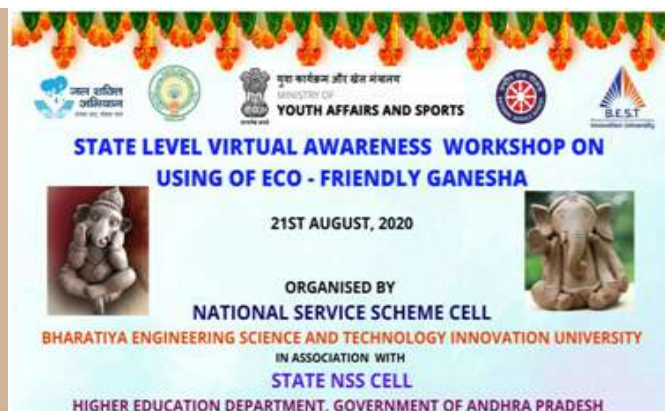 जल शक्ति
अभियान
युवा कार्यक्रम और खेल मंत्रालय
MINISTRY OF
YOUTH AFFAIRS AND SPORTS
B.E.S.T
Innovation University
STATE LEVEL VIRTUAL AWARENESS WORKSHOP ON
USING OF ECO - FRIENDLY GANESHA
21ST AUGUST, 2020
ORGANISED BY
NATIONAL SERVICE SCHEME CELL
BHARATIYA ENGINEERING SCIENCE AND TECHNOLOGY INNOVATION UNIVERSITY
IN ASSOCIATION WITH
STATE NSS CELL
HIGHER EDUCATION DEPARTMENT, GOVERNMENT OF ANDHRA PRADESH